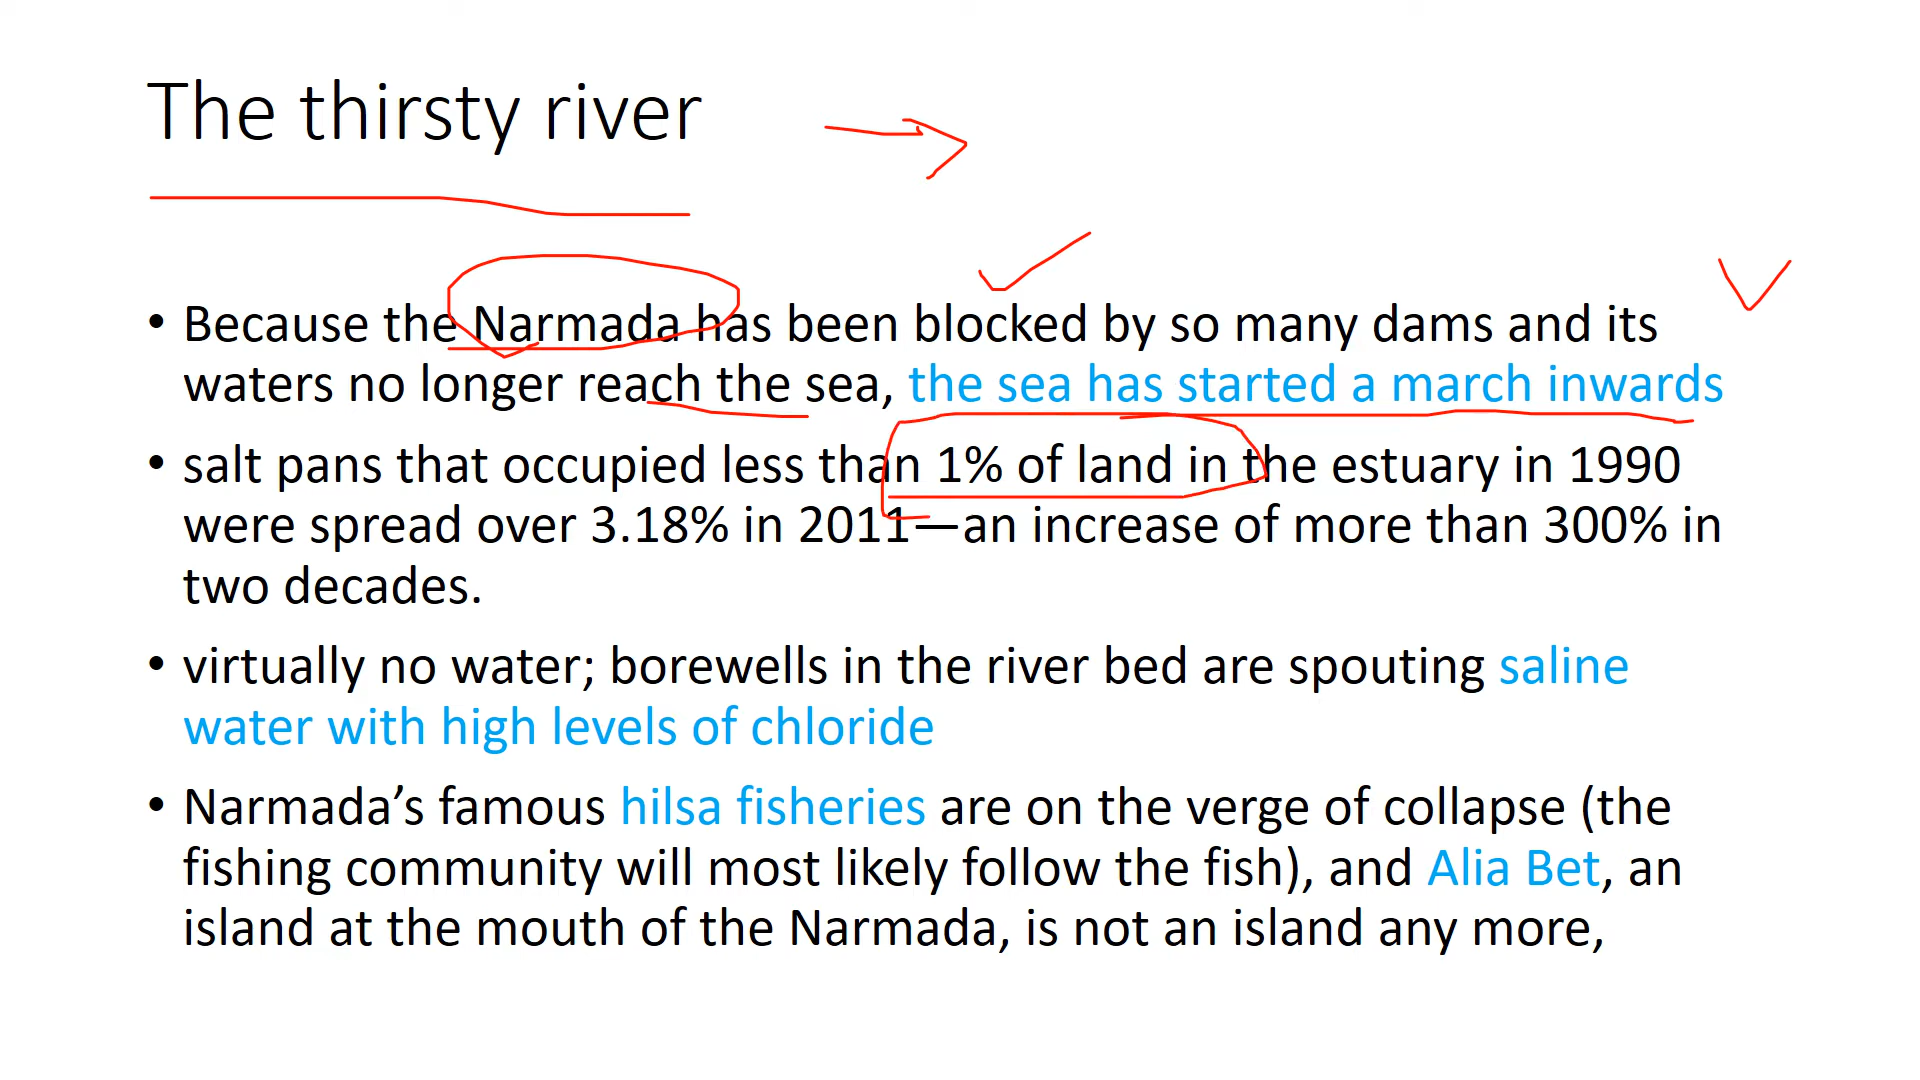 The thirsty river
• Because the Narmada has been blocked by so many dams and its
waters no longer reach the sea, the sea has started a march inwards
• salt pans that occupied less than 1% of land in the estuary in 1990
were spread over 3.18% in 2011—an increase of more than 300% in
two decades.
• virtually no water; borewells in the river bed are spouting saline
water with high levels of chloride
• Narmada’s famous hilsa fisheries are on the verge of collapse (the
fishing community will most likely follow the fish), and Alia Bet, an
island at the mouth of the Narmada, is not an island any more,